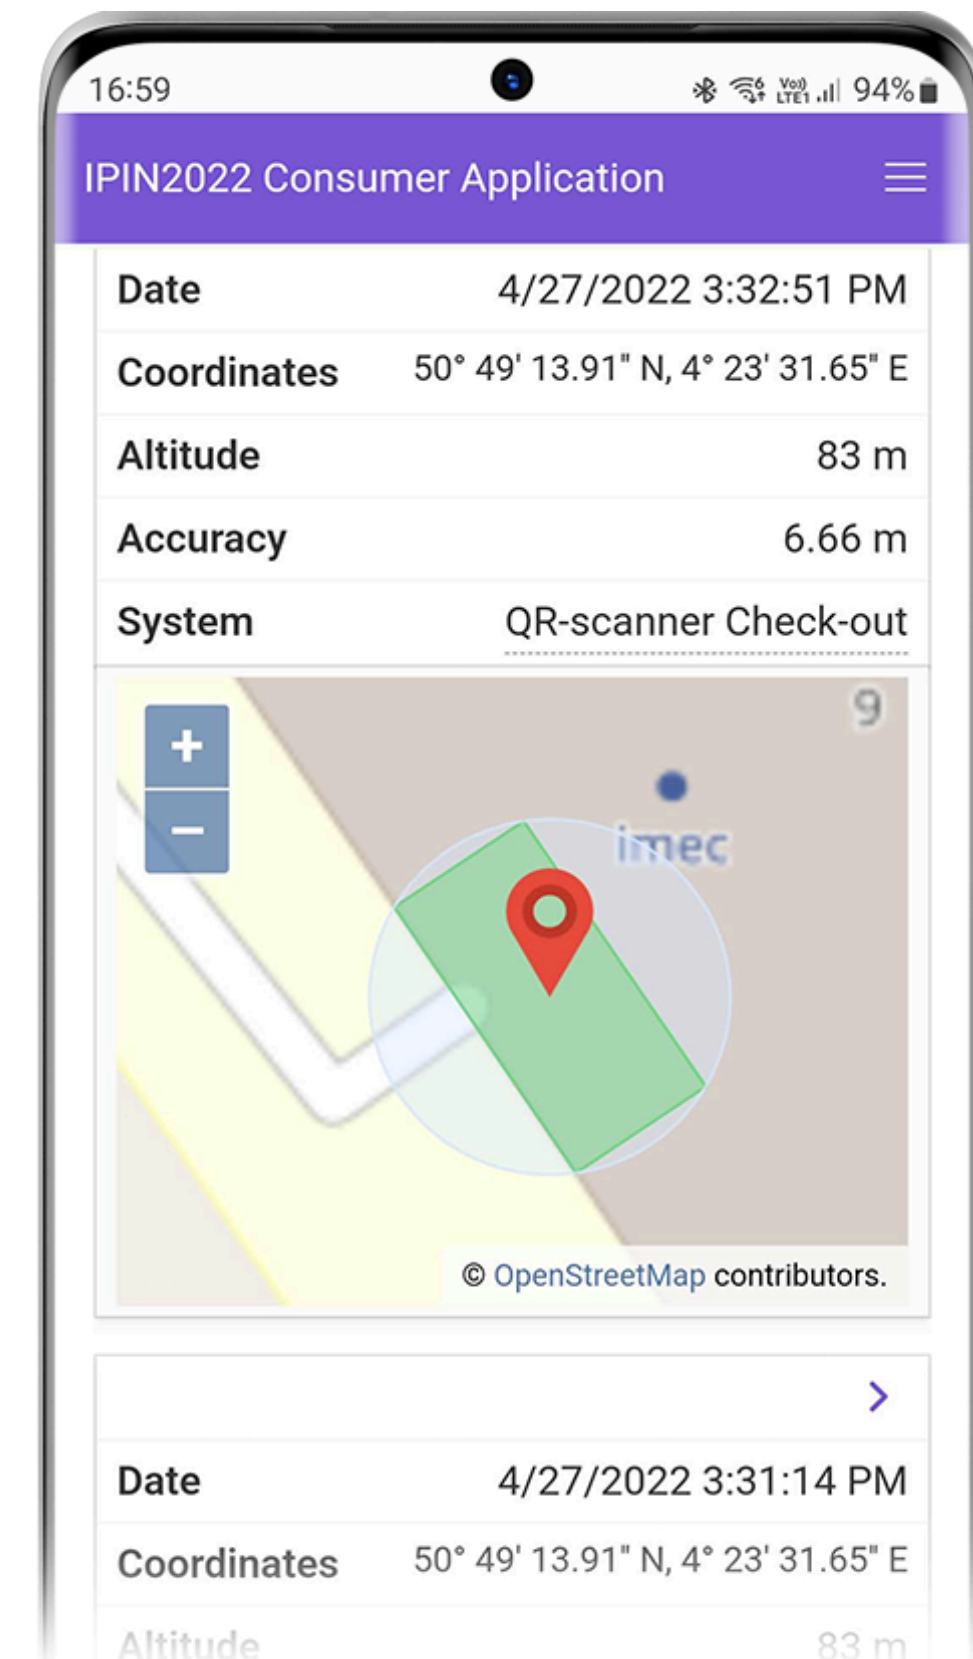 16:59 Vo)) LTE1 94%
IPIN2022 Consumer Application
Date 4/27/2022 3:32:51 PM
Coordinates 50° 49' 13.91" N, 4° 23' 31.65" E
Altitude 83 m
Accuracy 6.66 m
System QR-scanner Check-out
+
9
−
imec
© OpenStreetMap contributors.
Date 4/27/2022 3:31:14 PM
Coordinates 50° 49' 13.91" N, 4° 23' 31.65" E
Altitude 83 m